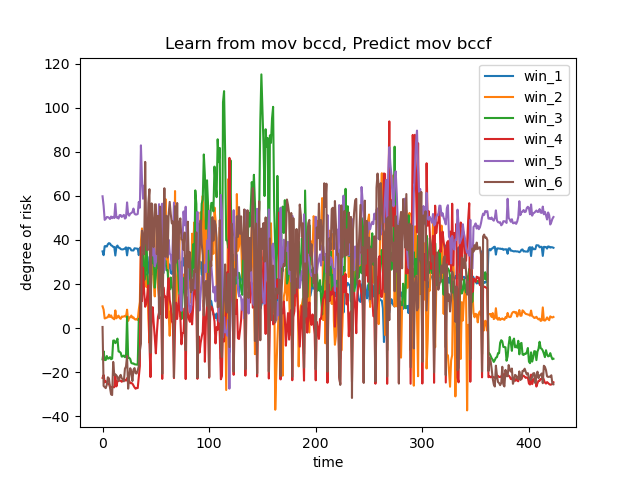 Learn from mov bccd, Predict mov bccf
degree of risk
120
100
80
60
40
20
0
−20
−40
0
100
200
300
400
time
win_1
win_2
win_3
win_4
win_5
win_6